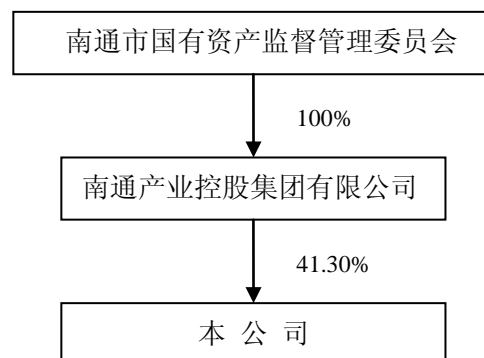 南通市国有资产监督管理委员会
100%
南通产业控股集团有限公司
41.30%
本 公 司